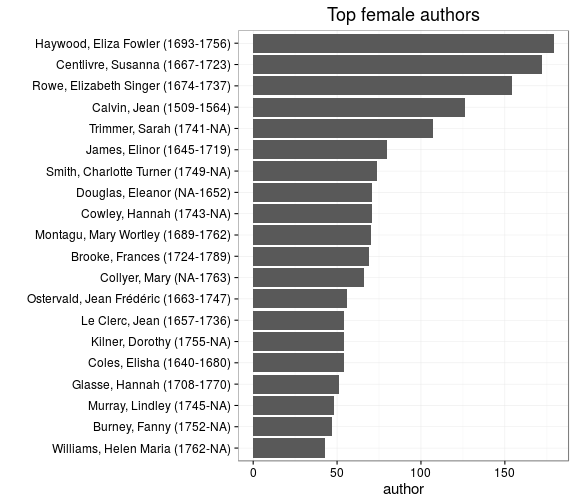 Top female authors
Haywood, Eliza Fowler (1693-1756)
Centlivre, Susanna (1667-1723)
Rowe, Elizabeth Singer (1674-1737)
Calvin, Jean (1509-1564)
Trimmer, Sarah (1741-NA)
James, Elinor (1645-1719)
Smith, Charlotte Turner (1749-NA)
Douglas, Eleanor (NA-1652)
Cowley, Hannah (1743-NA)
Montagu, Mary Wortley (1689-1762)
Brooke, Frances (1724-1789)
Collyer, Mary (NA-1763)
Ostervald, Jean Frédéric (1663-1747)
Le Clerc, Jean (1657-1736)
Kilner, Dorothy (1755-NA)
Coles, Elisha (1640-1680)
Glasse, Hannah (1708-1770)
Murray, Lindley (1745-NA)
Burney, Fanny (1752-NA)
Williams, Helen Maria (1762-NA)
0 50 100 150
author